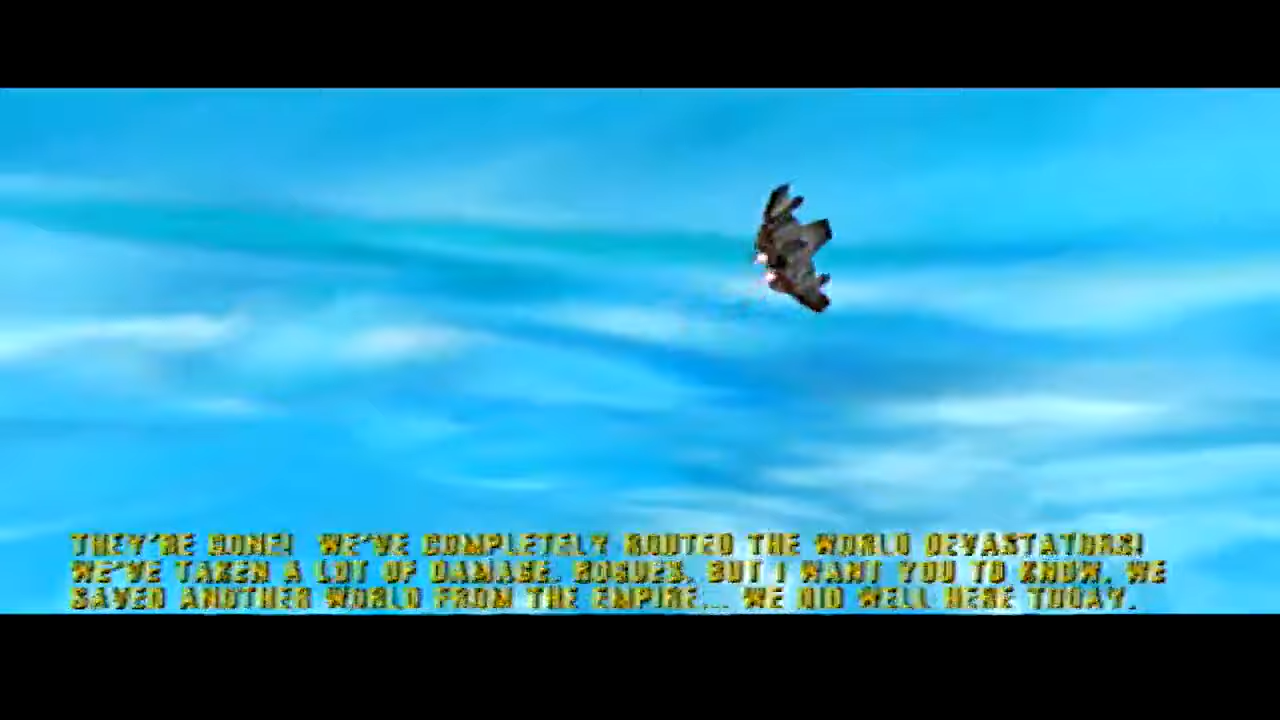 THEY'RE DONE! WE'VE COMPLETELY ROUTED THE WORLD DEVASTATORS!
WE'VE TAKEN A LOT OF DAMAGE, ROGUES, BUT I WANT YOU TO KNOW, WE
SAVED ANOTHER WORLD FROM THE EMPIRE... WE DID WELL HERE TODAY.